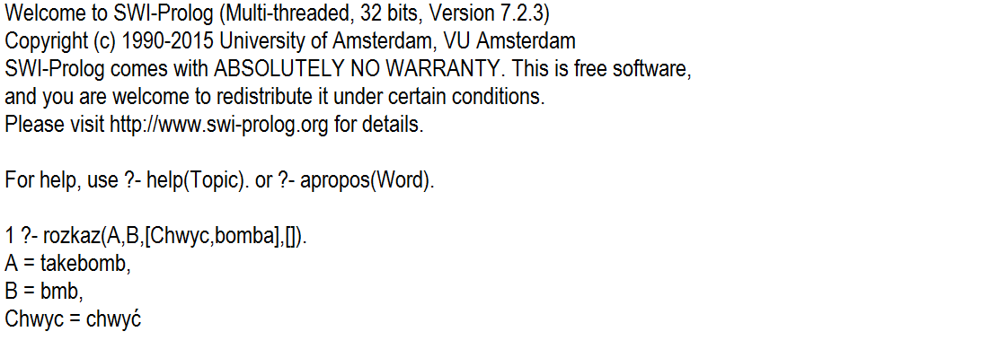 Welcome to SWI-Prolog (Multi-threaded, 32 bits, Version 7.2.3)
Copyright (c) 1990-2015 University of Amsterdam, VU Amsterdam
SWI-Prolog comes with ABSOLUTELY NO WARRANTY. This is free software,
and you are welcome to redistribute it under certain conditions.
Please visit http://www.swi-prolog.org for details.

For help, use ?- help(Topic). or ?- apropos(Word).

1 ?- rozkaz(A,B,[Chwyc,bomba],[]).
A = takebomb,
B = bmb,
Chwyc = chwyć